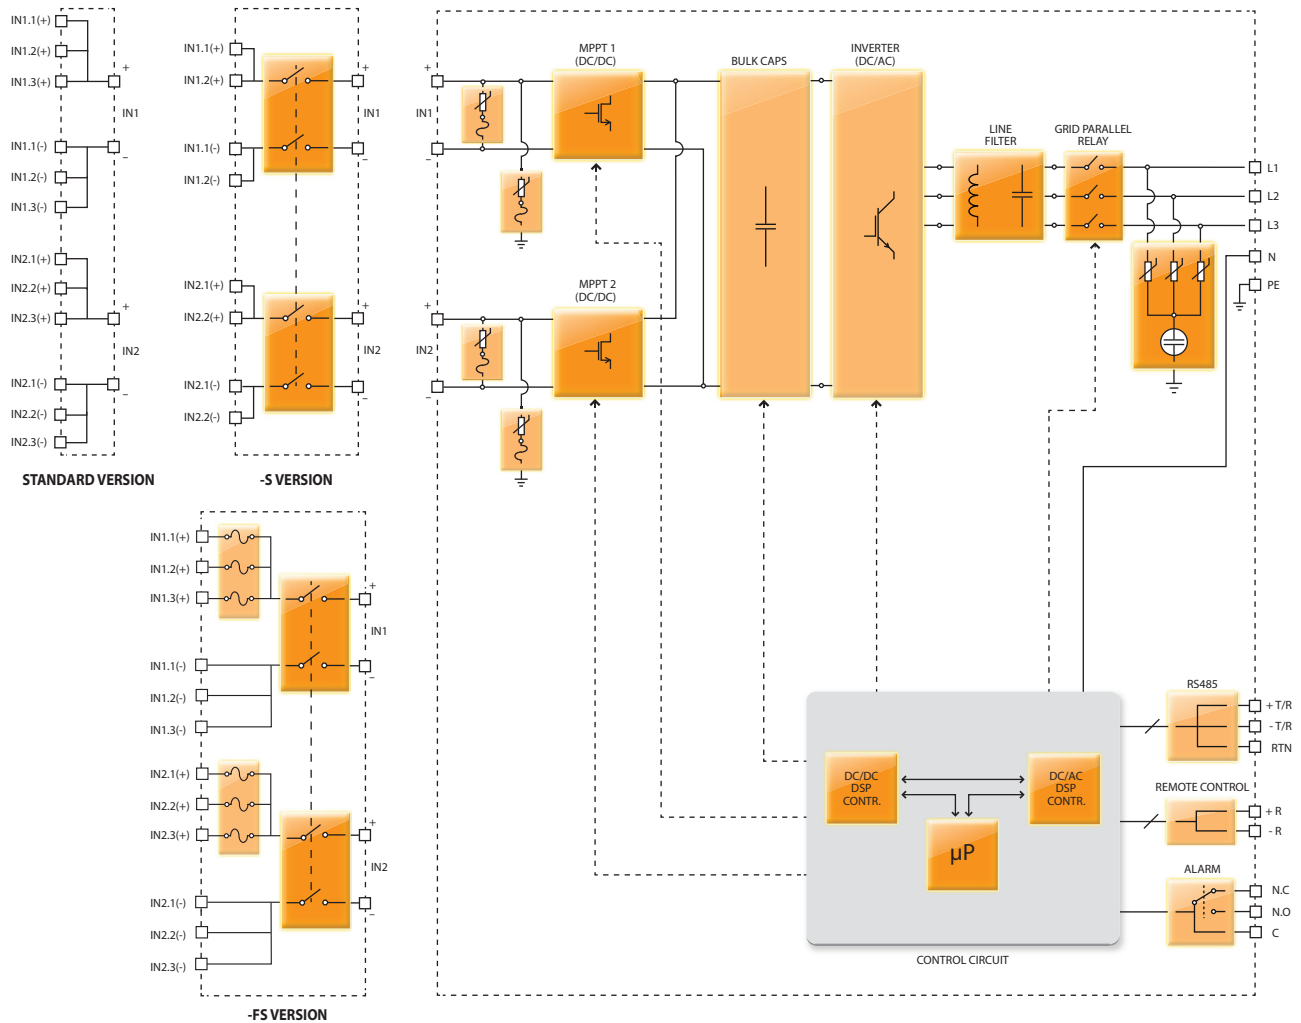 IN1.1(+)
IN1.2(+)
IN1.3(+)
+
IN1
IN1.1(-)
–
IN1.2(-)
IN1.3(-)
IN2.1(+)
IN2.2(+)
+
IN2.3(+)
IN2
IN2.1(-)
–
IN2.2(-)
IN2.3(-)
STANDARD VERSION
IN1.1(+)
+
IN1.2(+)
IN1
IN1.1(-)
–
IN1.2(-)
IN2.1(+)
+
IN2.2(+)
IN2
IN2.1(-)
–
IN2.2(-)
-S VERSION
IN1.1(+)
IN1.2(+)
+
IN1.3(+)
IN1
IN1.1(-)
–
IN1.2(-)
IN1.3(-)
IN2.1(+)
IN2.2(+)
+
IN2.3(+)
IN2
IN2.1(-)
–
IN2.2(-)
IN2.3(-)
-FS VERSION
+
IN1
–
+
IN2
–
MPPT 1
(DC/DC)
MPPT 2
(DC/DC)
BULK CAPS
INVERTER
(DC/AC)
LINE
FILTER
GRID PARALLEL
RELAY
L1
L2
L3
N
PE
DC/DC
DSP
CONTR.
DC/AC
DSP
CONTR.
µP
CONTROL CIRCUIT
RS485
+ T/R
- T/R
RTN
REMOTE CONTROL
+ R
- R
ALARM
N.C
N.O
C